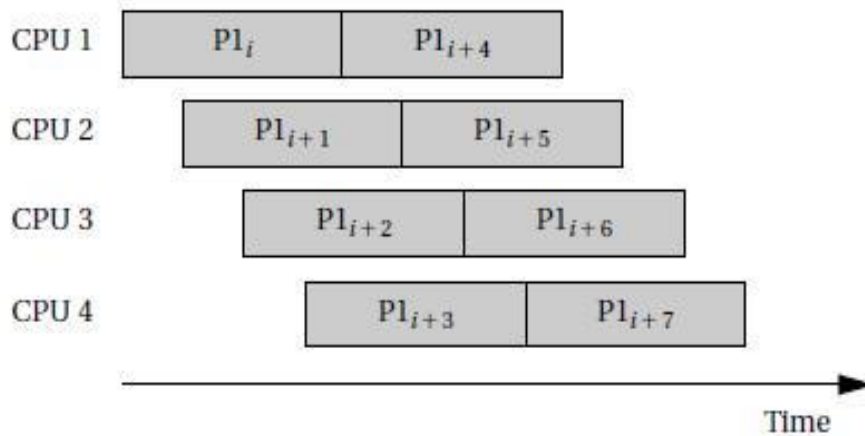 CPU 1 P1ᵢ P1ᵢ₊₄
CPU 2 P1ᵢ₊₁ P1ᵢ₊₅
CPU 3 P1ᵢ₊₂ P1ᵢ₊₆
CPU 4 P1ᵢ₊₃ P1ᵢ₊₇
Time